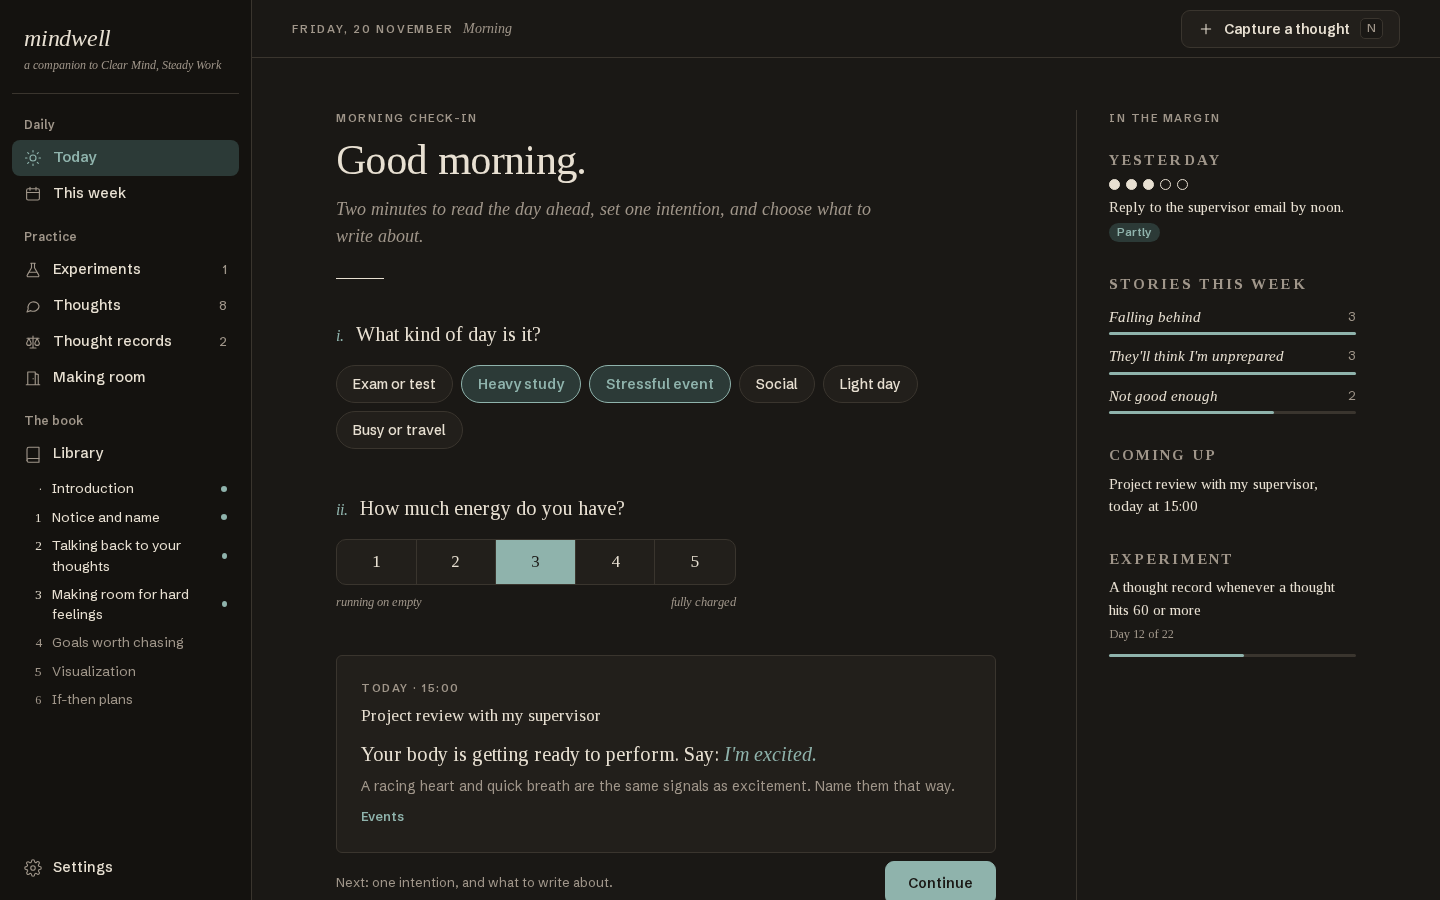 mindwell
a companion to Clear Mind, Steady Work
Daily
Today
This week
Practice
Experiments 1
Thoughts 8
Thought records 2
Making room
The book
Library
· Introduction
1 Notice and name
2 Talking back to your
thoughts
3 Making room for hard
feelings
4 Goals worth chasing
5 Visualization
6 If-then plans
Settings
FRIDAY, 20 NOVEMBER Morning
Capture a thought N
MORNING CHECK-IN
Good morning.
Two minutes to read the day ahead, set one intention, and choose what to
write about.
i. What kind of day is it?
Exam or test Heavy study Stressful event Social Light day
Busy or travel
ii. How much energy do you have?
1 2 3 4 5
running on empty fully charged
TODAY · 15:00
Project review with my supervisor
Your body is getting ready to perform. Say: I'm excited.
A racing heart and quick breath are the same signals as excitement. Name them that way.
Events
Next: one intention, and what to write about.
Continue
IN THE MARGIN
YESTERDAY
Reply to the supervisor email by noon.
Partly
STORIES THIS WEEK
Falling behind 3
They'll think I'm unprepared 3
Not good enough 2
COMING UP
Project review with my supervisor,
today at 15:00
EXPERIMENT
A thought record whenever a thought
hits 60 or more
Day 12 of 22